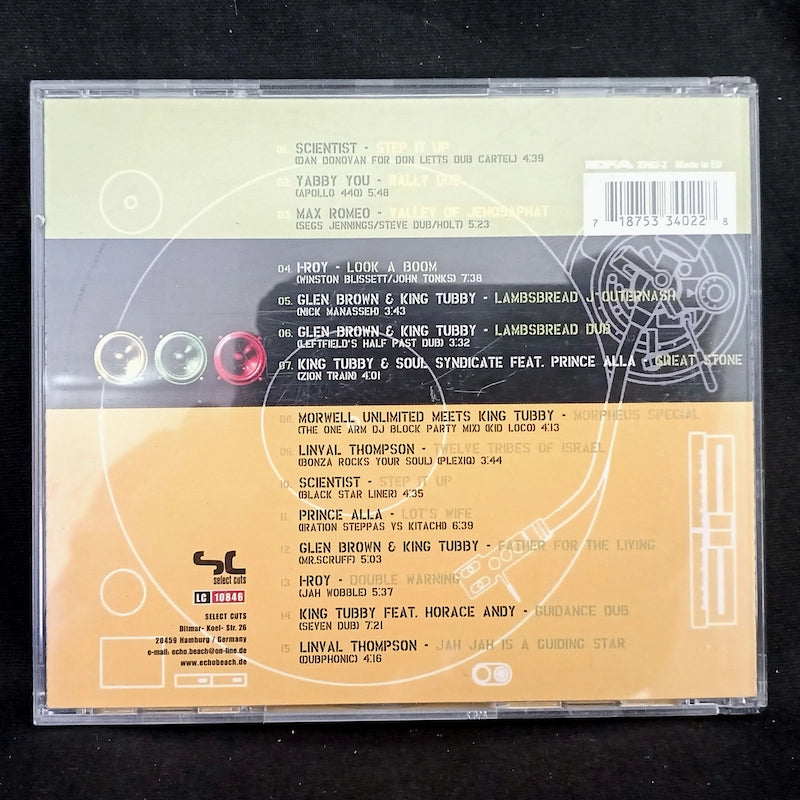 01. SCIENTIST - STEP IT UP
(DAN DONOVAN FOR DON LETTS DUB CARTEL) 4:39
02. YABBY YOU - RALLY DUB
(APOLLO 440) 5:48
03. MAX ROMEO - VALLEY OF JEHOSAPHAT
(SEGS JENNINGS/STEVE DUB/HOLT) 5:23
EFA 33402-2 Made in EU
7 18753 34022 8
04. I-ROY - LOOK A BOOM
(WINSTON BLISSETT/JOHN TONKS) 7:38
05. GLEN BROWN & KING TUBBY - LAMBSBREAD J'OUTERNASH
(NICK MANASSEH) 3:43
06. GLEN BROWN & KING TUBBY - LAMBSBREAD DUB
(LEFTFIELD'S HALF PAST DUB) 3:32
07. KING TUBBY & SOUL SYNDICATE FEAT. PRINCE ALLA - GREAT STONE
(ZION TRAIN) 4:01
08. MORWELL UNLIMITED MEETS KING TUBBY - MORPHEUS SPECIAL
(THE ONE ARM DJ BLOCK PARTY MIX) (KID LOCO) 4:13
09. LINVAL THOMPSON - TWELVE TRIBES OF ISRAEL
(BONZA ROCKS YOUR SOUL) (PLEXIQ) 3:44
10. SCIENTIST - STEP IT UP
(BLACK STAR LINER) 4:35
11. PRINCE ALLA - LOT'S WIFE
(IRATION STEPPAS VS KITACHI) 6:39
12. GLEN BROWN & KING TUBBY - FATHER FOR THE LIVING
(MR.SCRUFF) 5:03
13. I-ROY - DOUBLE WARNING
(JAH WOBBLE) 5:37
14. KING TUBBY FEAT. HORACE ANDY - GUIDANCE DUB
(SEVEN DUB) 7:21
15. LINVAL THOMPSON - JAH JAH IS A GUIDING STAR
(DUBPHONIC) 4:16
SC
select cuts
LC 10846
SELECT CUTS
Ditmar- Koel- Str. 26
20459 Hamburg / Germany
e-mail: echo.beach@on-line.de
www.echobeach.de